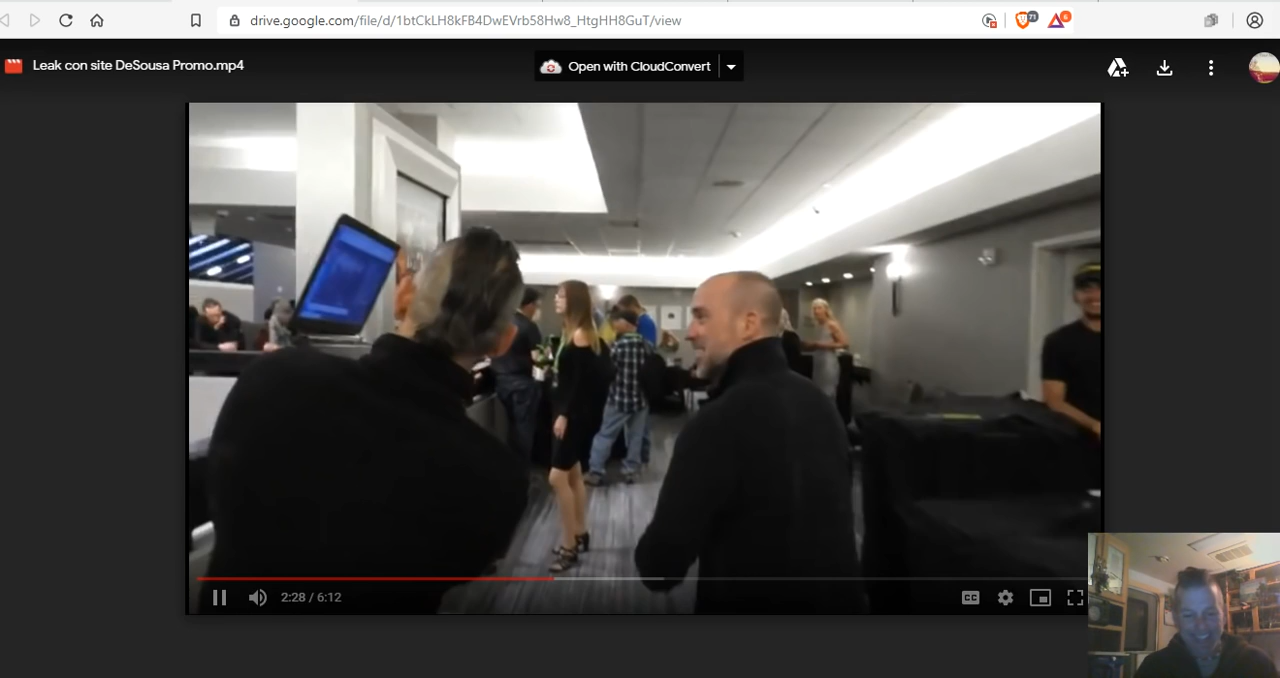 drive.google.com/file/d/1btCkLH8kFB4DwEVrb58Hw8_HtgHH8GuT/view
Leak con site DeSousa Promo.mp4
Open with CloudConvert
2:28 / 6:12
CC